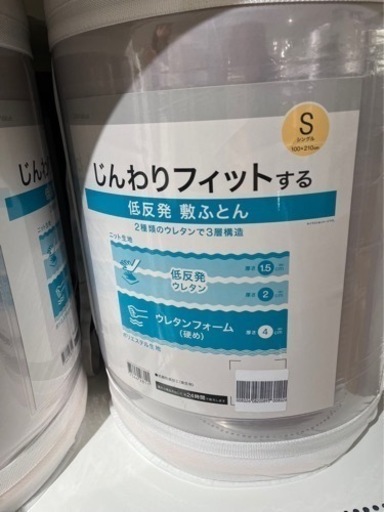 S
シングル
100×210cm
じんわりフィットする
低反発 敷ふとん
2種類のウレタンで3層構造
ニット生地
低反発
ウレタン
厚さ 1.5
厚さ 2
ウレタンフォーム
(硬め)
厚さ 4
ポリエステル生地
じんわり